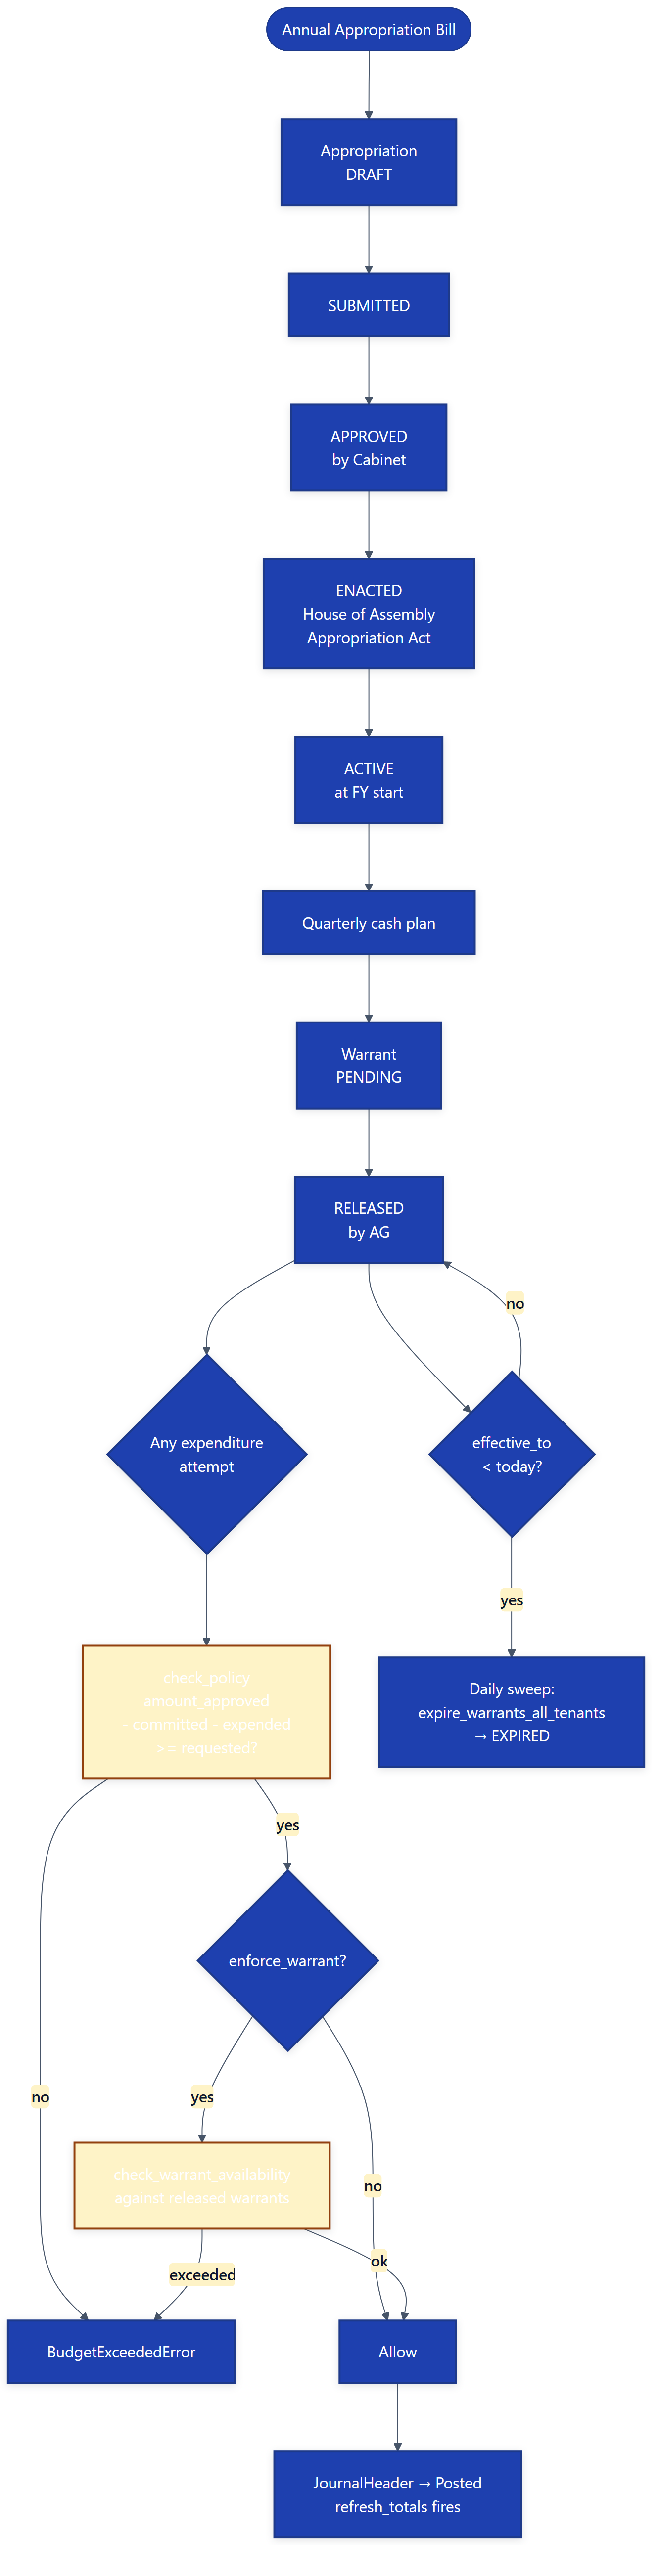 Annual Appropriation Bill
Appropriation
DRAFT
SUBMITTED
APPROVED
by Cabinet
ENACTED
House of Assembly
Appropriation Act
ACTIVE
at FY start
Quarterly cash plan
Warrant
PENDING
RELEASED
by AG
no
Any expenditure
attempt
effective_to
< today?
yes
check_policy
amount_approved
- committed - expended
>= requested?
Daily sweep:
expire_warrants_all_tenants
→ EXPIRED
yes
enforce_warrant?
no
yes
check_warrant_availability
against released warrants
no
ok
exceeded
BudgetExceededError
Allow
JournalHeader → Posted
refresh_totals fires